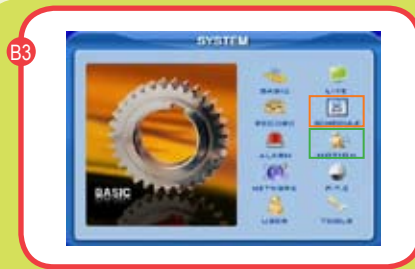 B3
SYSTEM
BASIC LIVE
RECORD SCHEDULE
ALARM MOTION
NETWORK P.T.Z
USER TOOLS
BASIC